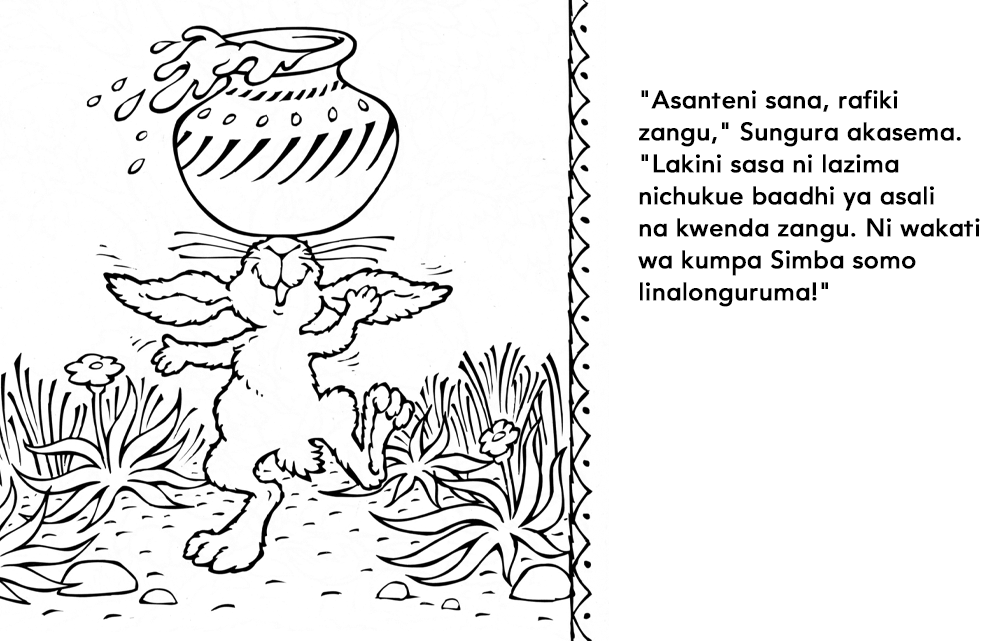 "Asanteni sana, rafiki
zangu," Sungura akasema.
"Lakini sasa ni lazima
nichukue baadhi ya asali
na kwenda zangu. Ni wakati
wa kumpa Simba somo
linalonguruma!"